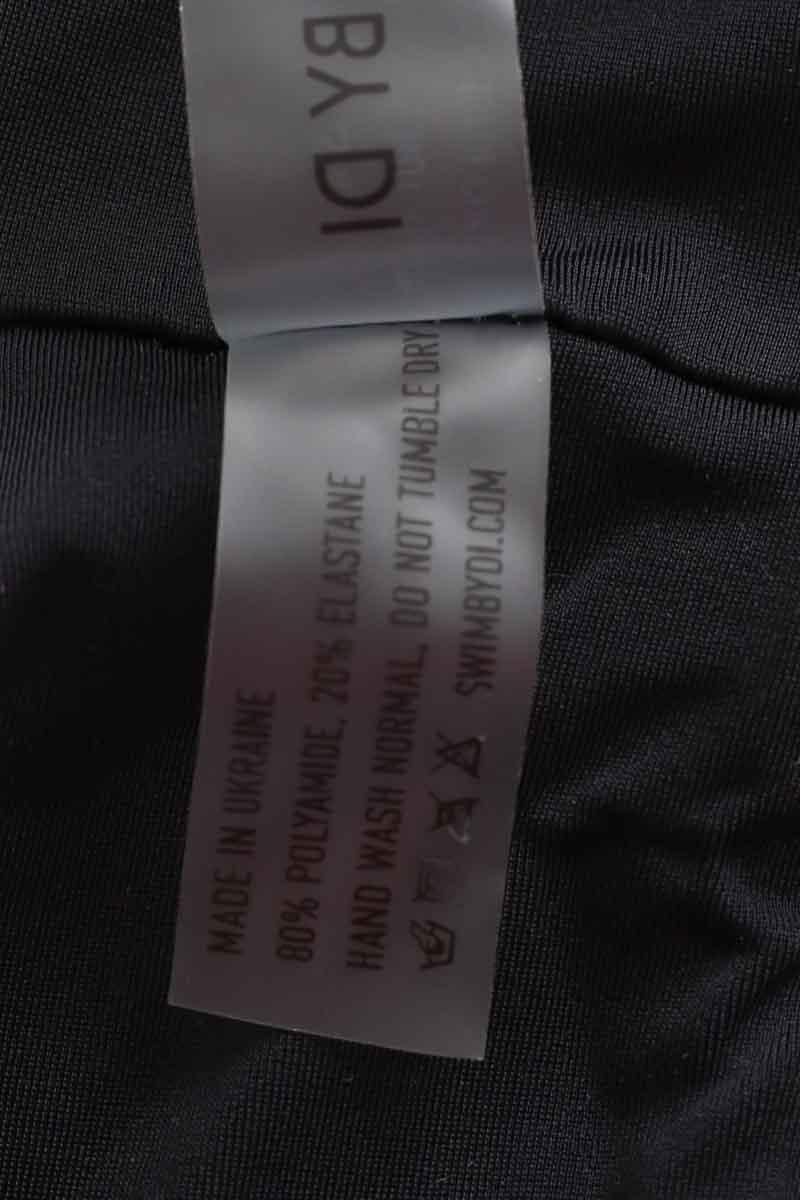 BY DI
MADE IN UKRAINE
80% POLYAMIDE, 20% ELASTANE
HAND WASH NORMAL, DO NOT TUMBLE DRY
SWIMBYDI.COM